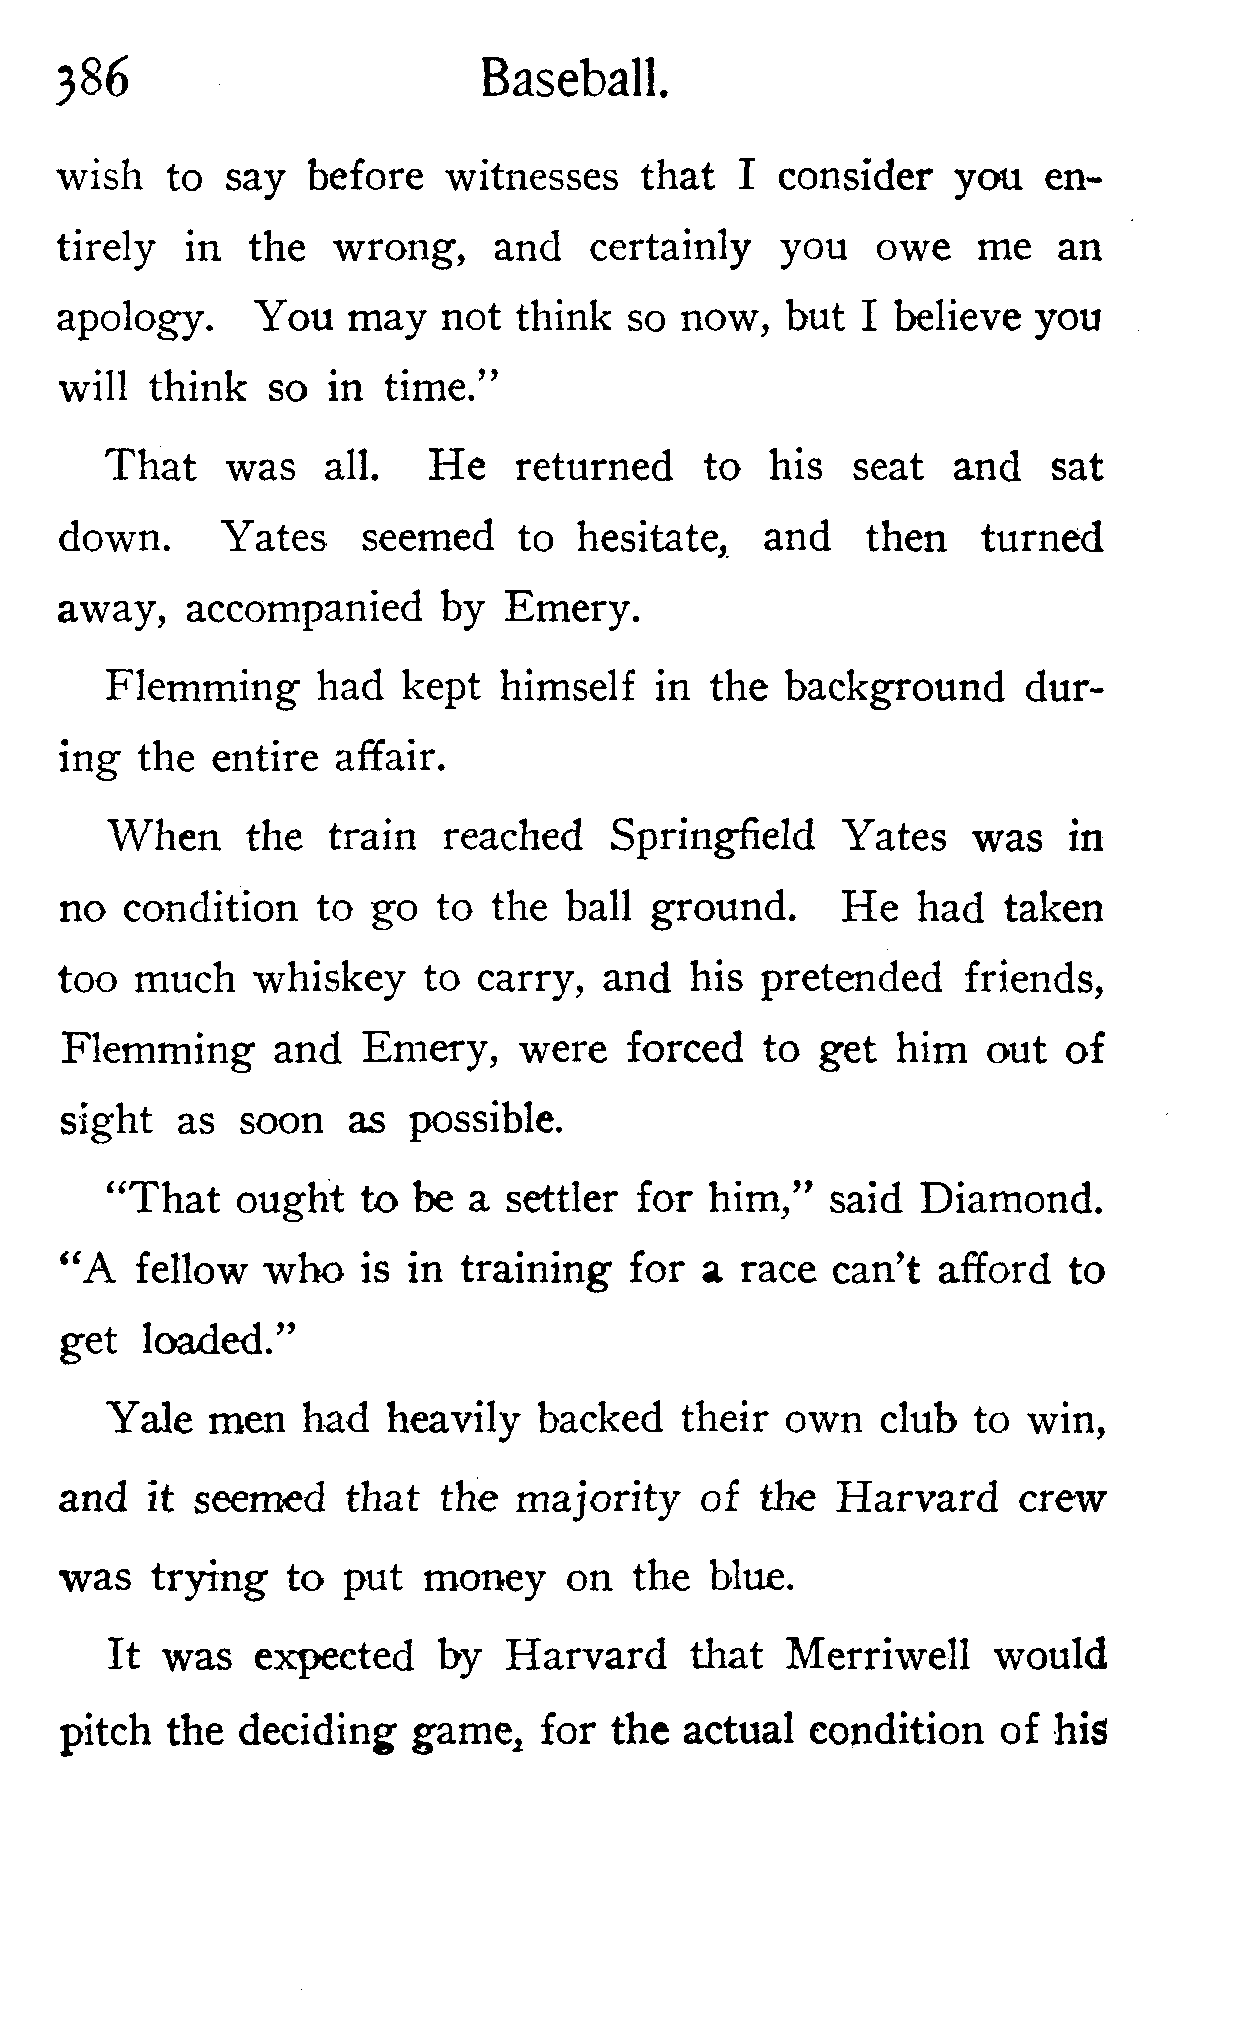 386 Baseball.
wish to say before witnesses that I consider you en-
tirely in the wrong, and certainly you owe me an
apology. You may not think so now, but I believe you
will think so in time.”
That was all. He returned to his seat and sat
down. Yates seemed to hesitate, and then turned
away, accompanied by Emery.
Flemming had kept himself in the background dur-
ing the entire affair.
When the train reached Springfield Yates was in
no condition to go to the ball ground. He had taken
too much whiskey to carry, and his pretended friends,
Flemming and Emery, were forced to get him out of
sight as soon as possible.
“That ought to be a settler for him,” said Diamond.
“A fellow who is in training for a race can’t afford to
get loaded.”
Yale men had heavily backed their own club to win,
and it seemed that the majority of the Harvard crew
was trying to put money on the blue.
It was expected by Harvard that Merriwell would
pitch the deciding game, for the actual condition of his